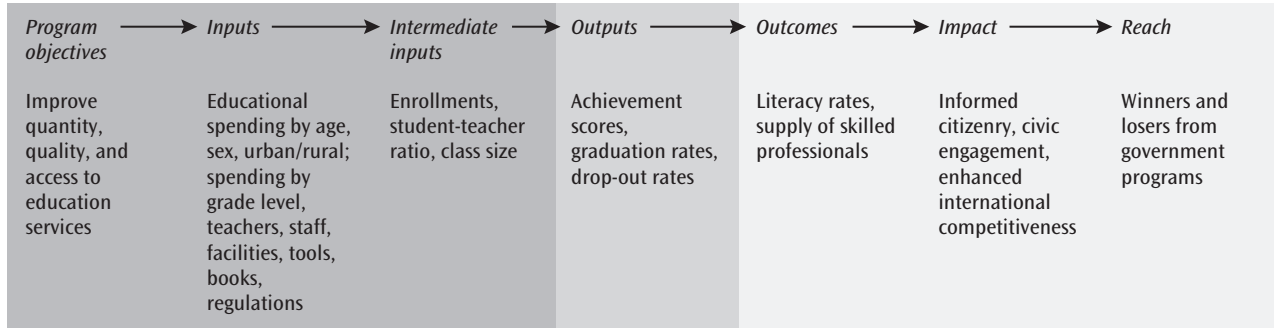 Program objectives
Inputs
Intermediate inputs
Outputs
Outcomes
Impact
Reach
Improve
quantity,
quality, and
access to
education
services
Educational
spending by age,
sex, urban/rural;
spending by
grade level,
teachers, staff,
facilities, tools,
books,
regulations
Enrollments,
student-teacher
ratio, class size
Achievement
scores,
graduation rates,
drop-out rates
Literacy rates,
supply of skilled
professionals
Informed
citizenry, civic
engagement,
enhanced
international
competitiveness
Winners and
losers from
government
programs